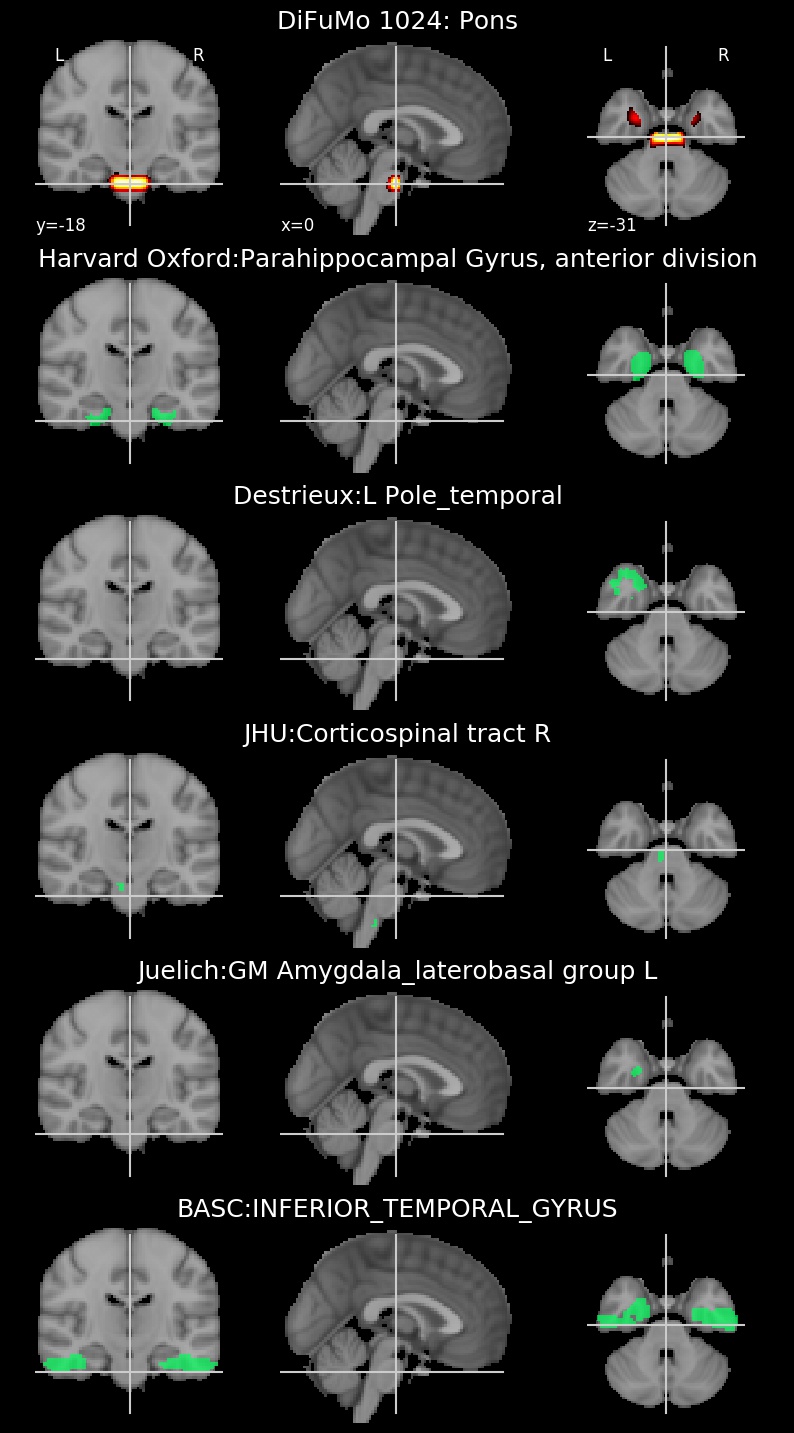 DiFuMo 1024: Pons
L R L R
y=-18 x=0 z=-31
Harvard Oxford:Parahippocampal Gyrus, anterior division
Destrieux:L Pole_temporal
JHU:Corticospinal tract R
Juelich:GM Amygdala_laterobasal group L
BASC:INFERIOR_TEMPORAL_GYRUS